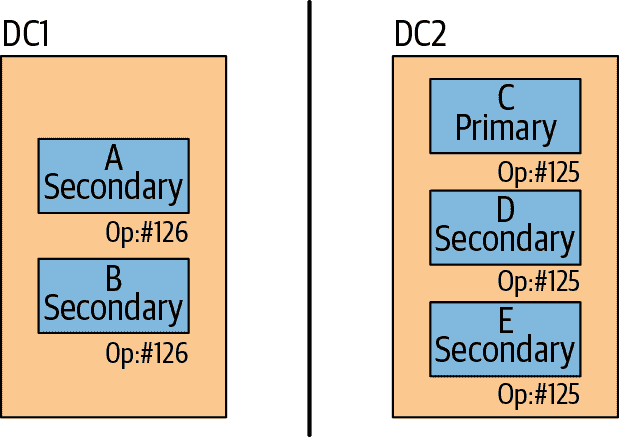 DC1
A
Secondary
Op:#126
B
Secondary
Op:#126
DC2
C
Primary
Op:#125
D
Secondary
Op:#125
E
Secondary
Op:#125